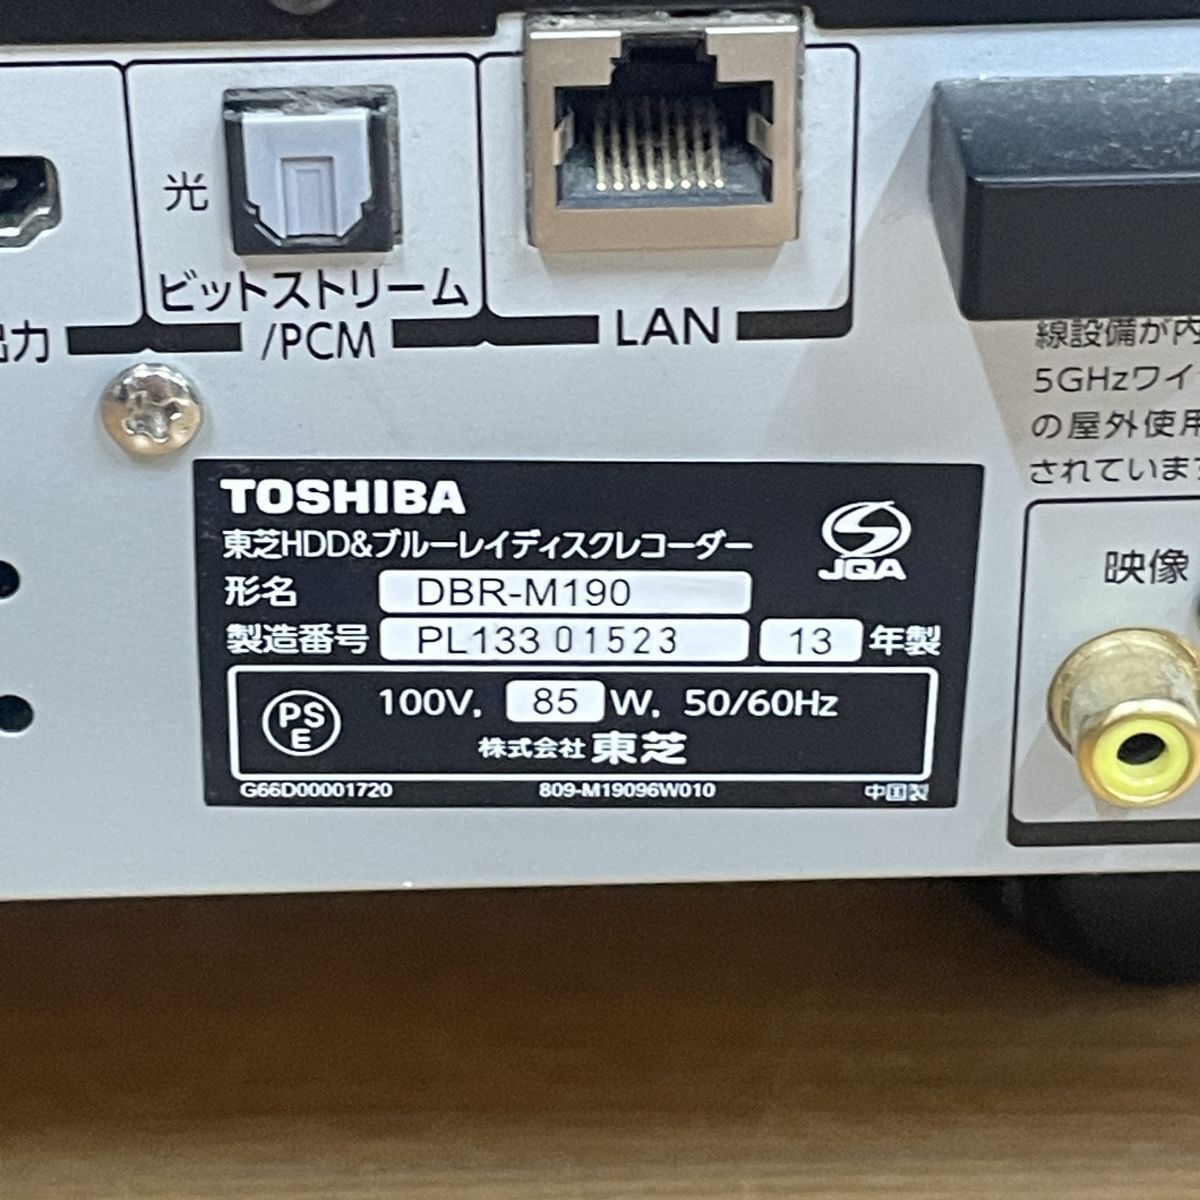 光
ビットストリーム
/PCM
出力
LAN
線設備が内
5GHzワイ
の屋外使用
されています
TOSHIBA
東芝HDD&ブルーレイディスクレコーダー
JQA
形名 DBR-M190
製造番号 PL133 01523 13 年製
PS
E
100V, 85 W, 50/60Hz
株式会社 東芝
G66D00001720 809-M19096W010 中国製
映像